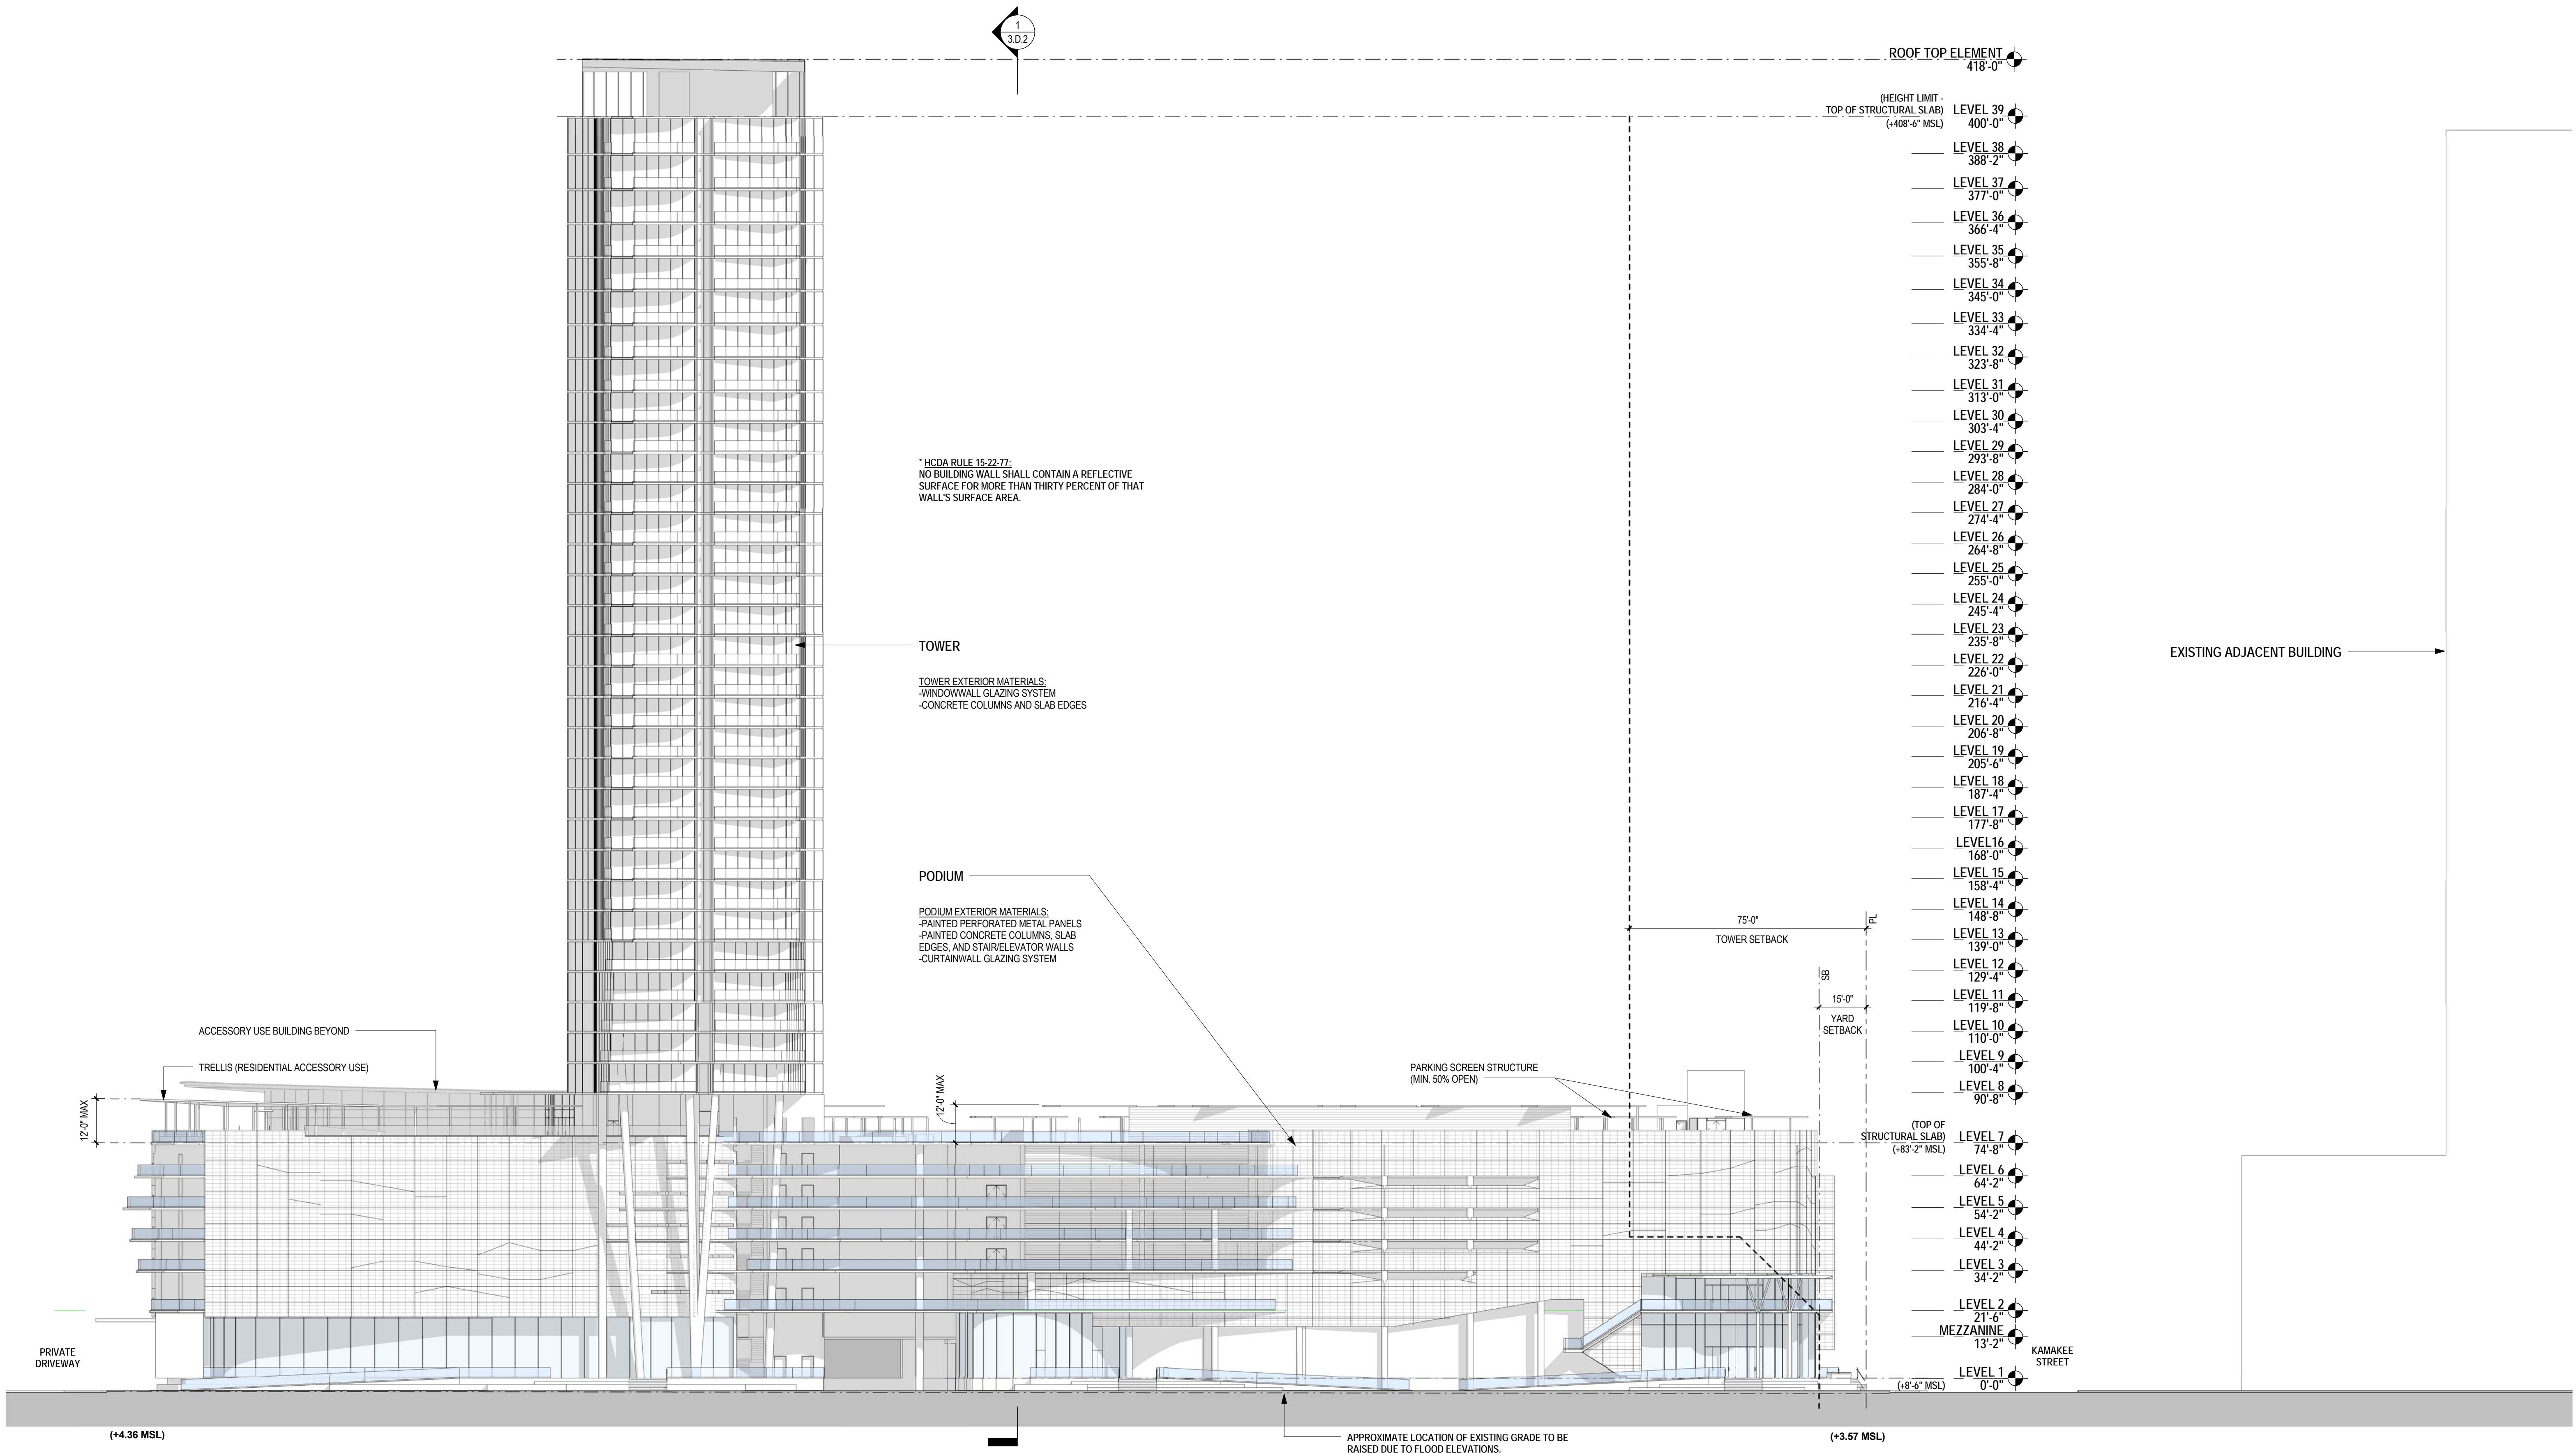 1
3.D.2
ROOF TOP ELEMENT
418'-0"
(HEIGHT LIMIT -
TOP OF STRUCTURAL SLAB)
(+408'-6" MSL)
LEVEL 39
400'-0"
LEVEL 38
388'-2"
LEVEL 37
377'-0"
LEVEL 36
366'-4"
LEVEL 35
355'-8"
LEVEL 34
345'-0"
LEVEL 33
334'-4"
LEVEL 32
323'-8"
LEVEL 31
313'-0"
LEVEL 30
303'-4"
LEVEL 29
293'-8"
LEVEL 28
284'-0"
LEVEL 27
274'-4"
LEVEL 26
264'-8"
LEVEL 25
255'-0"
LEVEL 24
245'-4"
LEVEL 23
235'-8"
LEVEL 22
226'-0"
LEVEL 21
216'-4"
LEVEL 20
206'-8"
LEVEL 19
205'-6"
LEVEL 18
187'-4"
LEVEL 17
177'-8"
LEVEL16
168'-0"
LEVEL 15
158'-4"
LEVEL 14
148'-8"
LEVEL 13
139'-0"
LEVEL 12
129'-4"
LEVEL 11
119'-8"
LEVEL 10
110'-0"
LEVEL 9
100'-4"
LEVEL 8
90'-8"
(TOP OF
STRUCTURAL SLAB)
(+83'-2" MSL)
LEVEL 7
74'-8"
LEVEL 6
64'-2"
LEVEL 5
54'-2"
LEVEL 4
44'-2"
LEVEL 3
34'-2"
LEVEL 2
21'-6"
MEZZANINE
13'-2"
LEVEL 1
0'-0"
(+8'-6" MSL)
KAMAKEE
STREET
* HCDA RULE 15-22-77:
NO BUILDING WALL SHALL CONTAIN A REFLECTIVE
SURFACE FOR MORE THAN THIRTY PERCENT OF THAT
WALL'S SURFACE AREA.
TOWER
TOWER EXTERIOR MATERIALS:
-WINDOWWALL GLAZING SYSTEM
-CONCRETE COLUMNS AND SLAB EDGES
EXISTING ADJACENT BUILDING
PODIUM
PODIUM EXTERIOR MATERIALS:
-PAINTED PERFORATED METAL PANELS
-PAINTED CONCRETE COLUMNS, SLAB
EDGES, AND STAIR/ELEVATOR WALLS
-CURTAINWALL GLAZING SYSTEM
75'-0"
TOWER SETBACK
PL
SB
15'-0"
YARD
SETBACK
ACCESSORY USE BUILDING BEYOND
TRELLIS (RESIDENTIAL ACCESSORY USE)
12'-0" MAX
12'-0" MAX
PARKING SCREEN STRUCTURE
(MIN. 50% OPEN)
PRIVATE
DRIVEWAY
(+4.36 MSL)
APPROXIMATE LOCATION OF EXISTING GRADE TO BE
RAISED DUE TO FLOOD ELEVATIONS.
(+3.57 MSL)